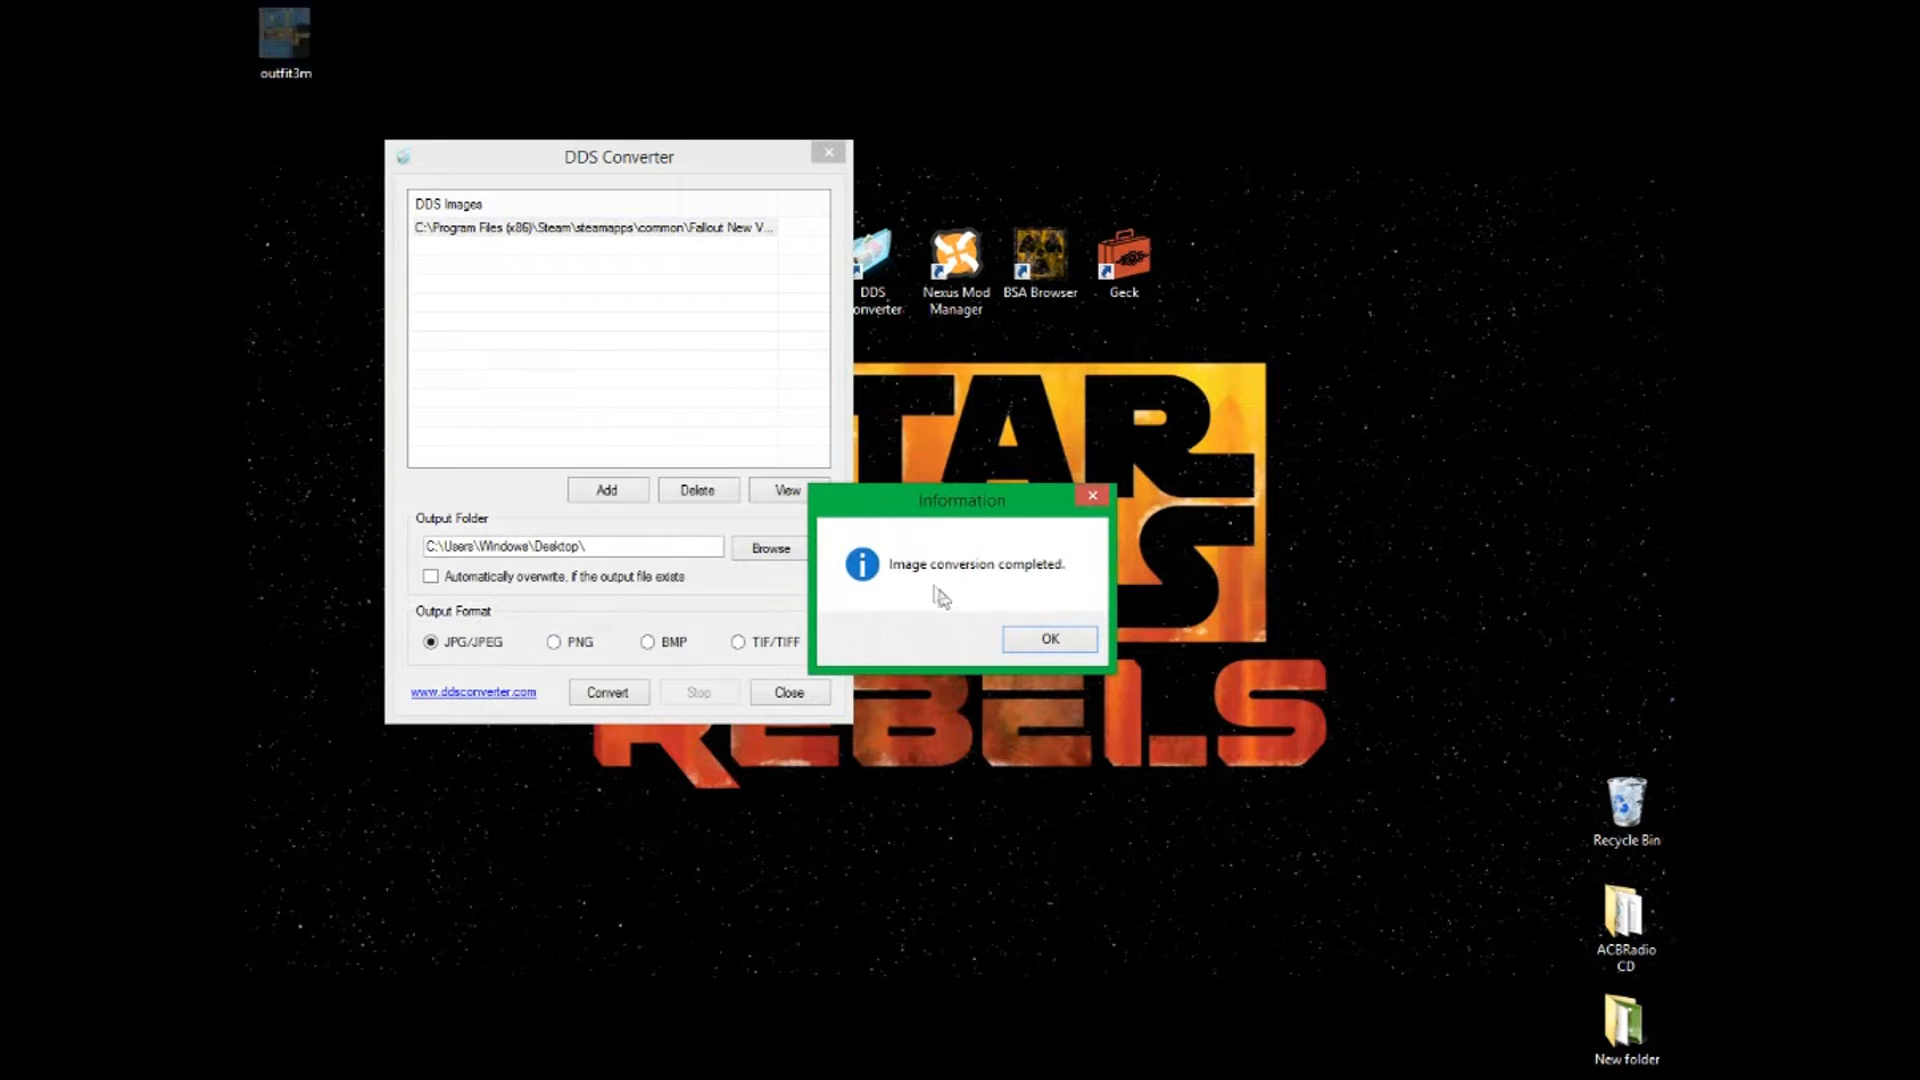 outfit3m
DDS Converter
DDS Images
C:\Program Files (x86)\Steam\steamapps\common\Fallout New V...
Add
Delete
View
Output Folder
C:\Users\Windows\Desktop\
Browse
Automatically overwrite, if the output file exists
Output Format
JPG/JPEG
PNG
BMP
TIF/TIFF
www.ddsconverter.com
Convert
Stop
Close
DDS
onverter
Nexus Mod
Manager
BSA Browser
Geck
TAR
Information
Image conversion completed.
OK
S
REBELS
Recycle Bin
ACBRadio
CD
New folder